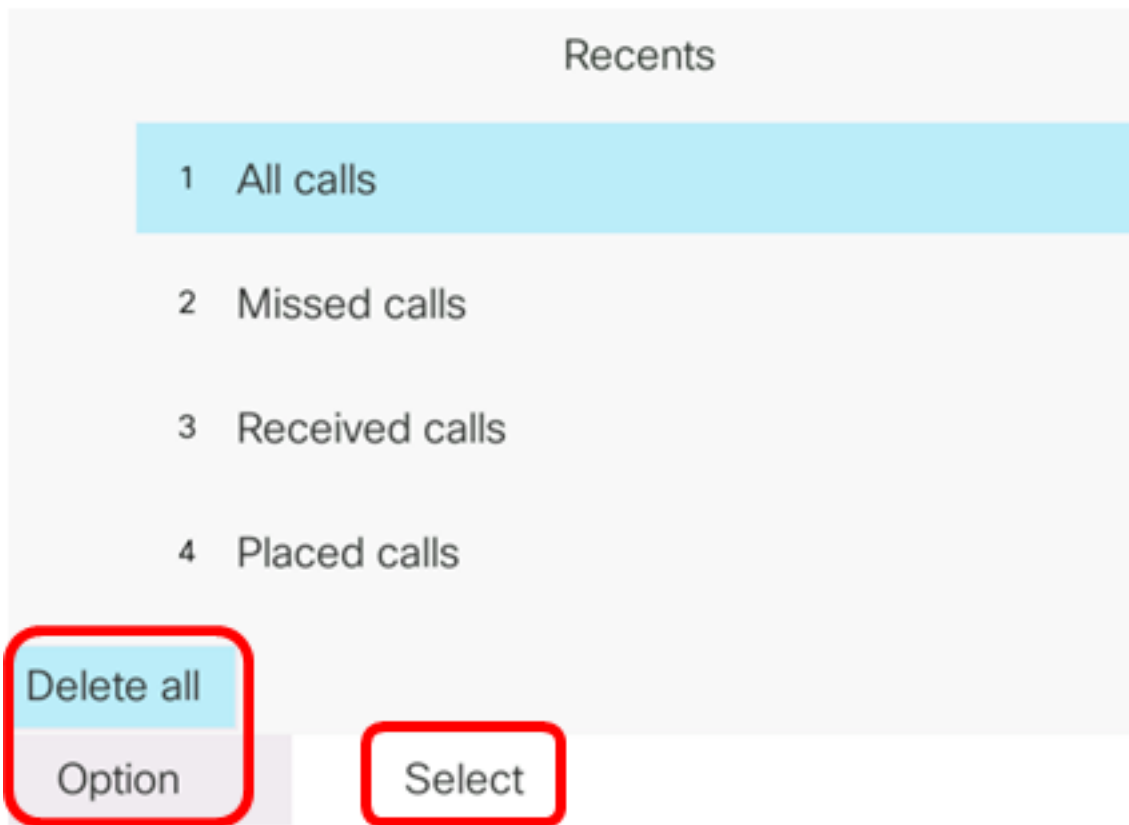 Recents
1 All calls
2 Missed calls
3 Received calls
4 Placed calls
Delete all
Option Select